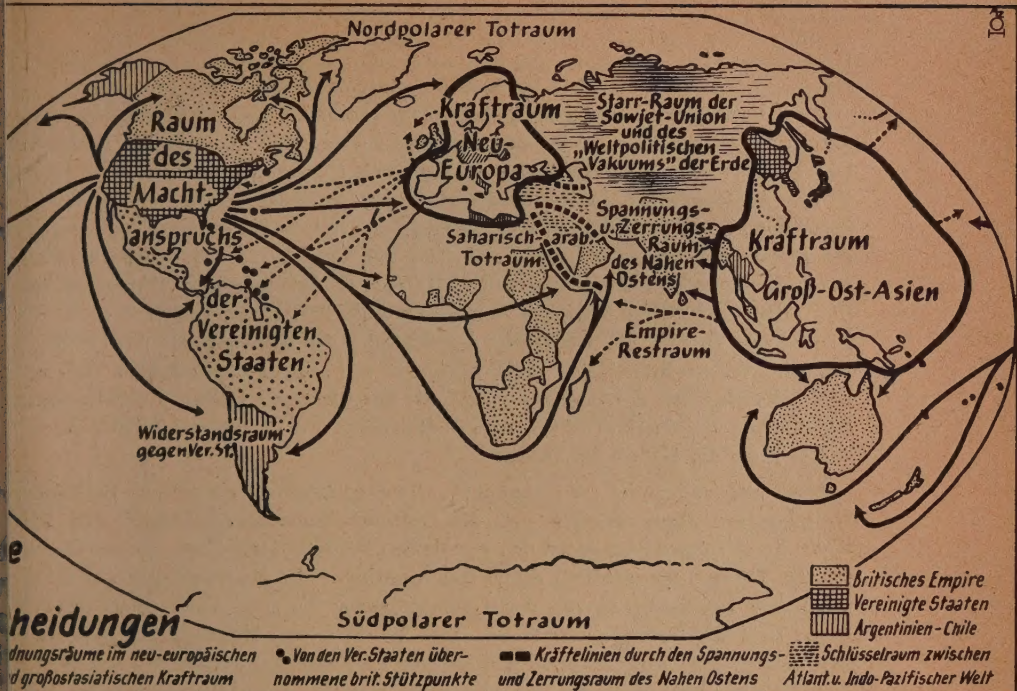 Nordpolarer Totraum
Raum
des
Macht-
anspruchs
der
Vereinigten
Staaten
Widerstandsraum
gegen Ver. St.
Kraftraum
Neu-
Europa
Starr-Raum der
Sowjet-Union
und des
„Weltpolitischen
Vakuums" der Erde
Saharisch-
Totraum
arab.
Spannungs-
u. Zerrungs-
Raum
des Nahen
Ostens
Empire-
Restraum
Kraftraum
Groß-Ost-Asien
Südpolarer Totraum
Britisches Empire
Vereinigte Staaten
Argentinien-Chile
e
heidungen
dnungsräume im neu-europäischen
d großostasiatischen Kraftraum
Von den Ver. Staaten über-
nommene brit. Stützpunkte
Kräftelinien durch den Spannungs-
und Zerrungsraum des Nahen Ostens
Schlüsselraum zwischen
Atlant. u. Indo-Pazifischer Welt